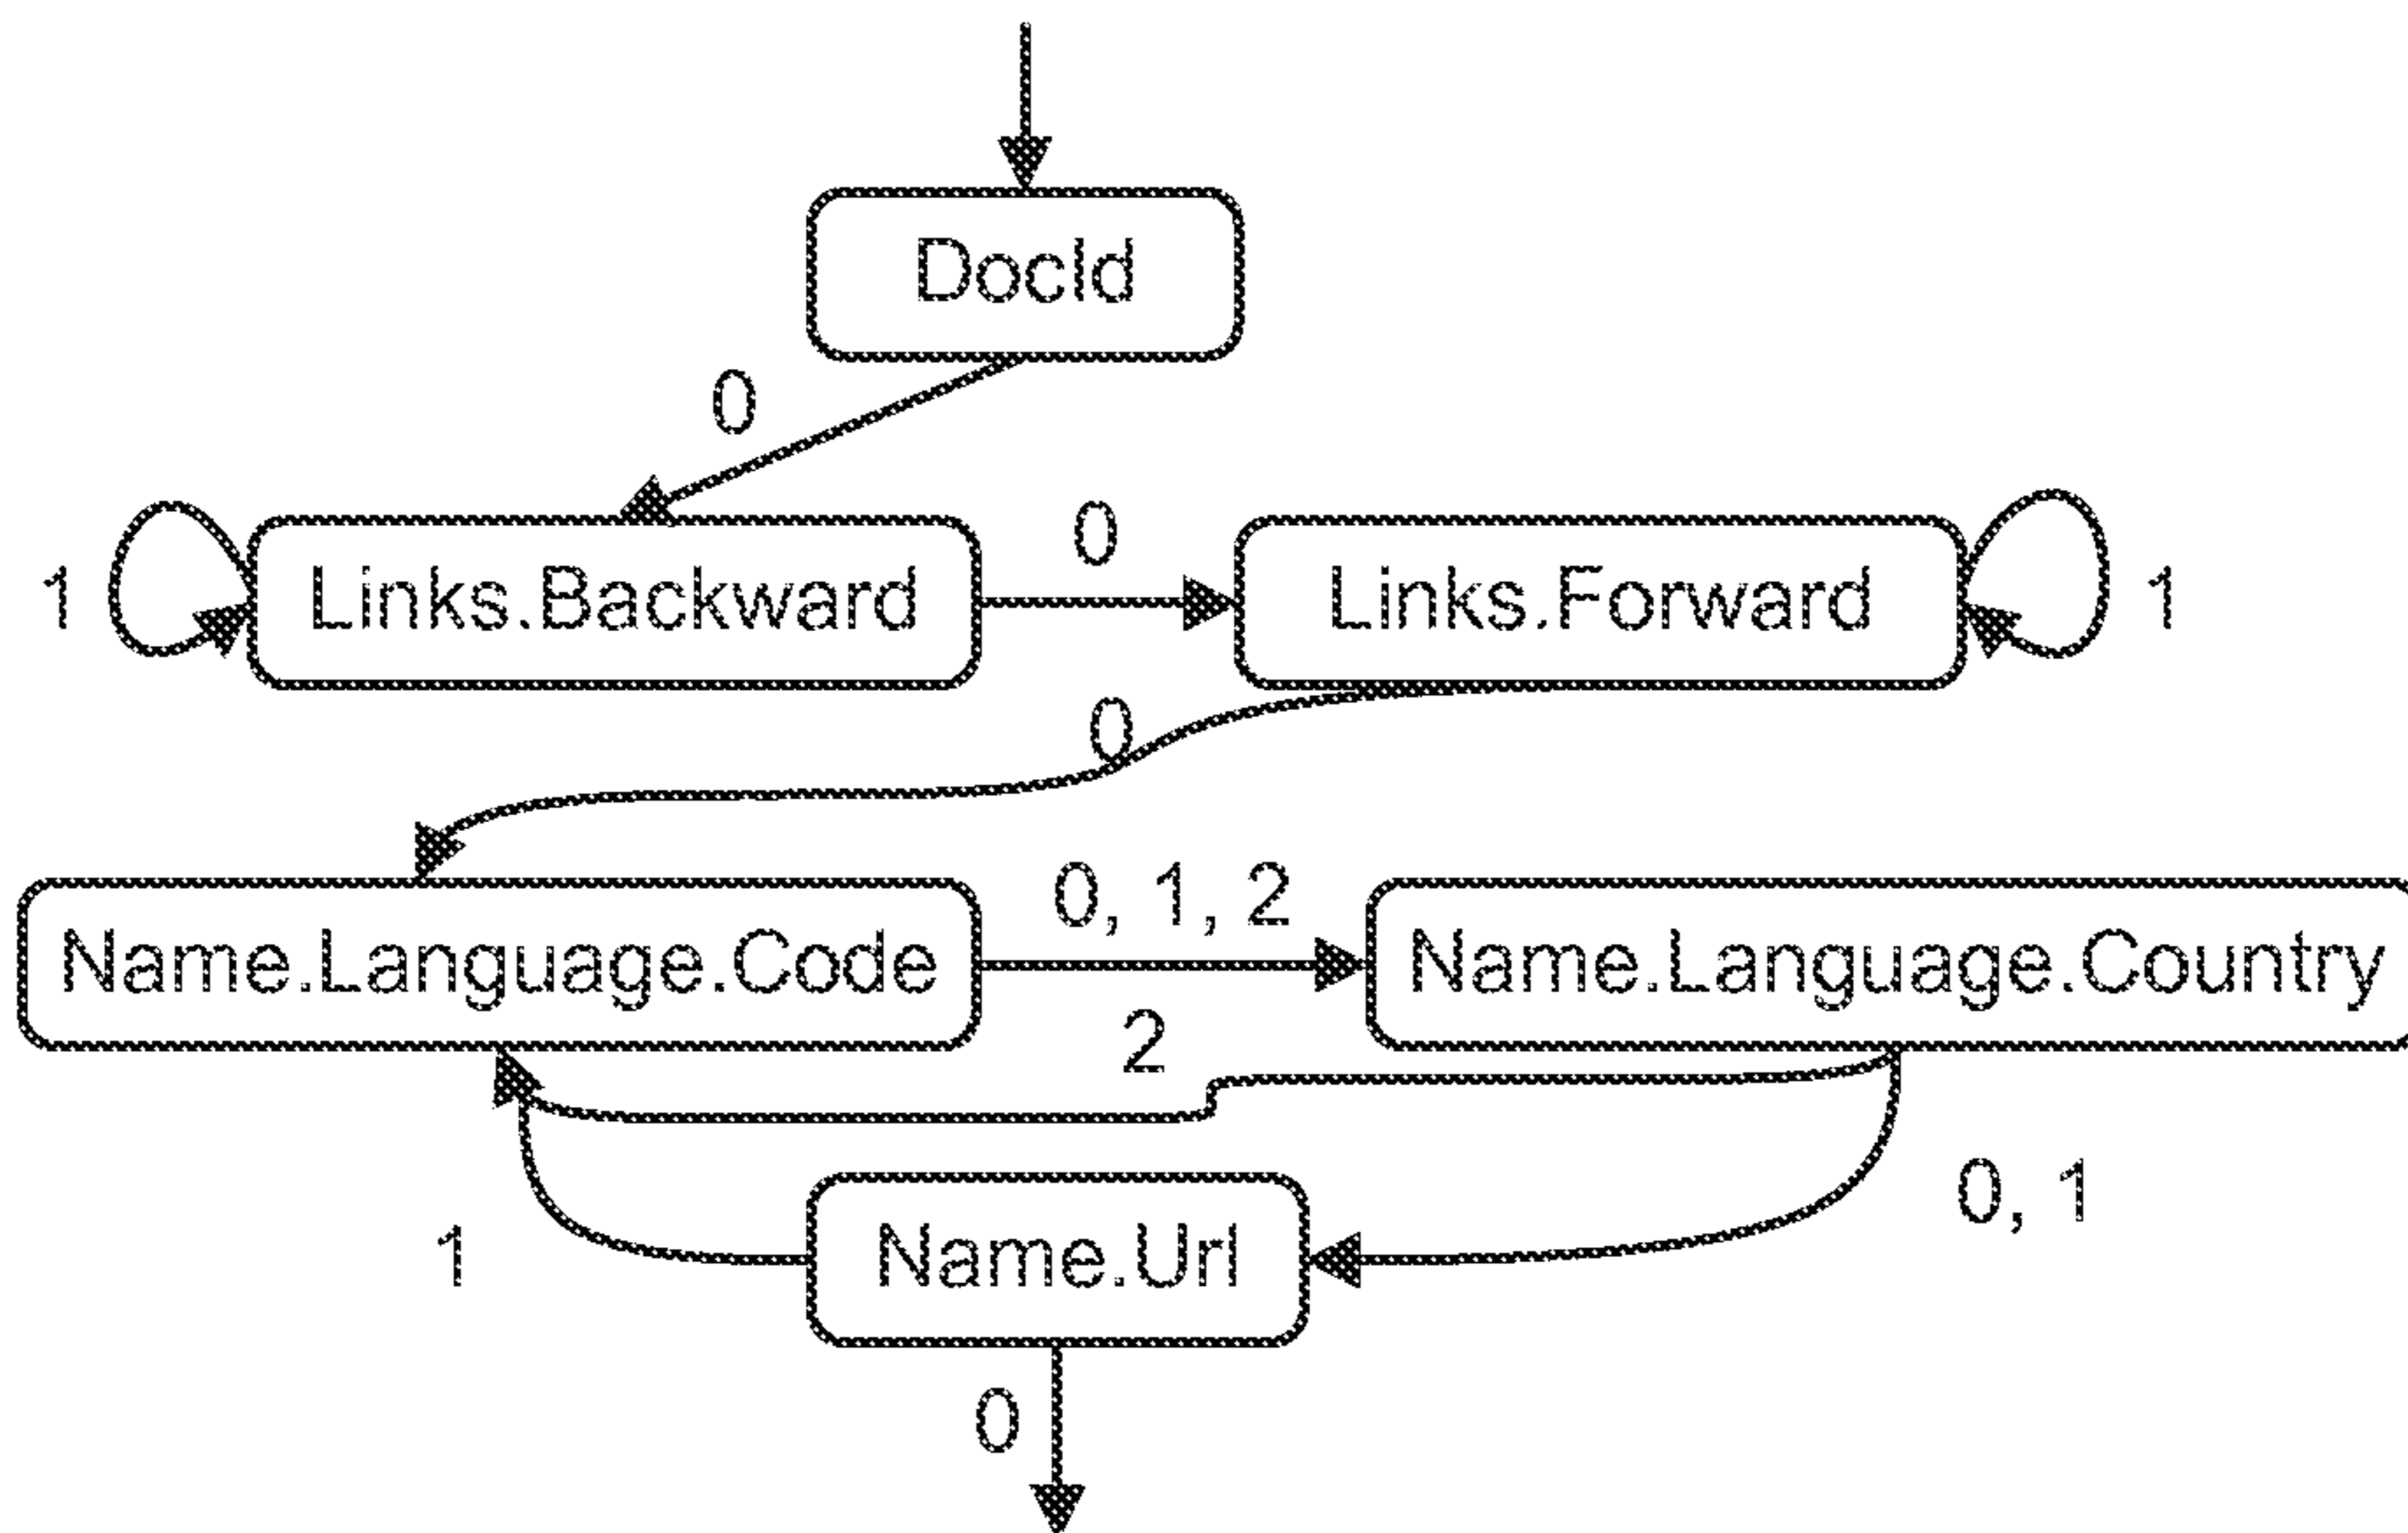 DocId
0
0
1 Links.Backward Links.Forward 1
0
0, 1, 2
Name.Language.Code Name.Language.Country
2
0, 1
1 Name.Url
0